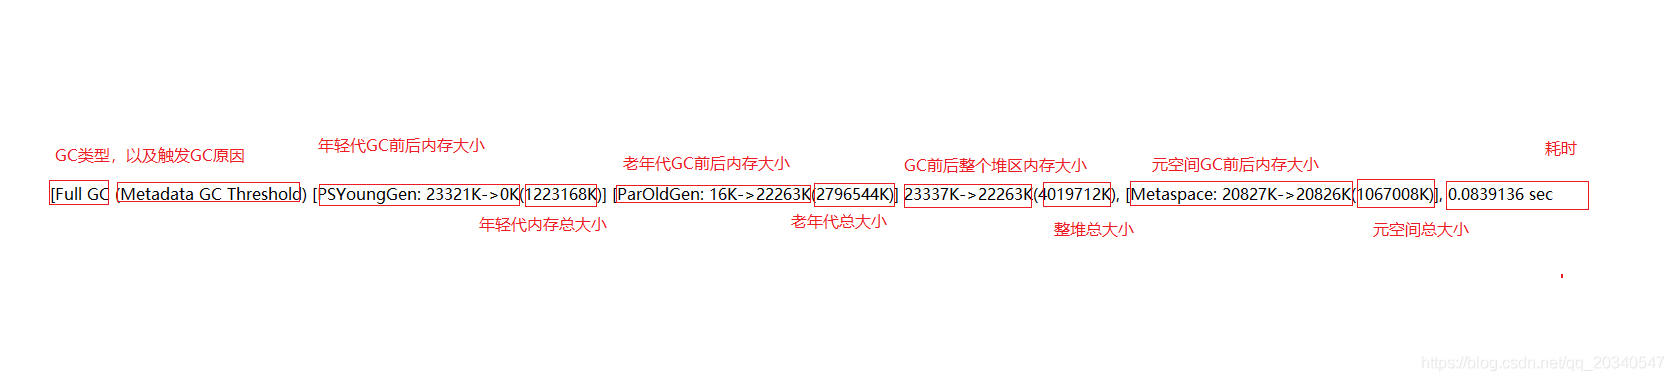 耗时
年轻代GC前后内存大小
GC类型，以及触发GC原因
老年代GC前后内存大小
GC前后整个堆区内存大小
元空间GC前后内存大小
[Full GC (Metadata GC Threshold) [PSYoungGen: 23321K->0K(1223168K)] [ParOldGen: 16K->22263K(2796544K)] 23337K->22263K(4019712K), [Metaspace: 20827K->20826K(1067008K)], 0.0839136 sec
年轻代内存总大小
老年代总大小
整堆总大小
元空间总大小
https://blog.csdn.net/qq_20340547